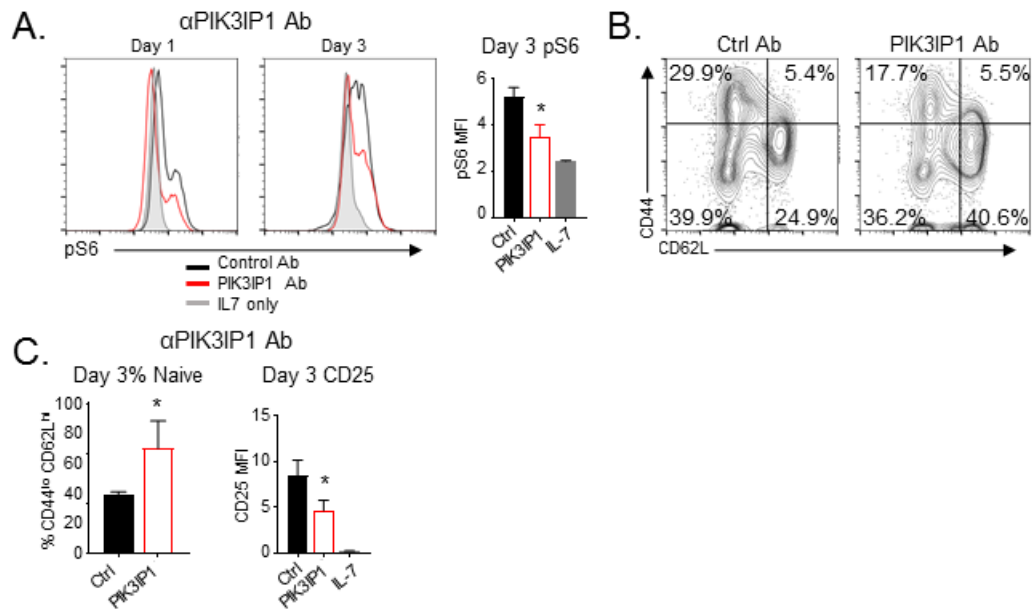 A.
αPIK3IP1 Ab
Day 1
Day 3
pS6
Control Ab
PIK3IP1 Ab
IL7 only
Day 3 pS6
pS6 MFI
6
4
2
0
*
Ctrl
PIK3IP1
IL-7
B.
Ctrl Ab
PIK3IP1 Ab
29.9%
5.4%
39.9%
24.9%
17.7%
5.5%
36.2%
40.6%
CD44
CD62L
C.
αPIK3IP1 Ab
Day 3% Naive
% CD44lo CD62Lhi
100
80
60
40
20
0
*
Ctrl
PIK3IP1
Day 3 CD25
CD25 MFI
15
10
5
0
*
Ctrl
PIK3IP1
IL-7